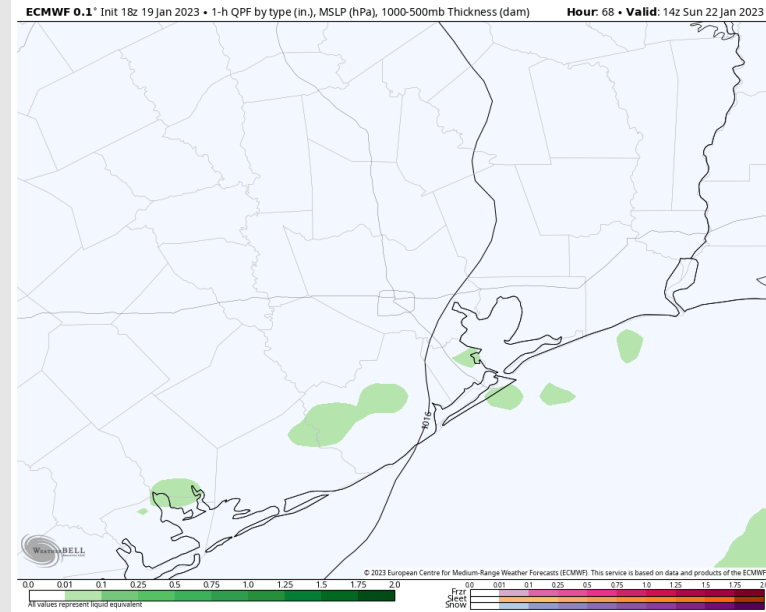 ECMWF 0.1° Init 18z 19 Jan 2023 • 1-h QPF by type (in.), MSLP (hPa), 1000-500mb Thickness (dam) Hour: 68 • Valid: 14z Sun 22 Jan 2023
1016
WEATHERBELL
© 2023 European Centre for Medium-Range Weather Forecasts (ECMWF). This service is based on data and products of the ECMWF
0.0 0.01 0.1 0.25 0.5 0.75 1.0 1.25 1.5 1.75 2.0
All values represent liquid equivalent
0.0 0.01 0.1 0.25 0.5 0.75 1.0 1.25 1.5 1.75 2.0
Frzr
Sleet
Snow